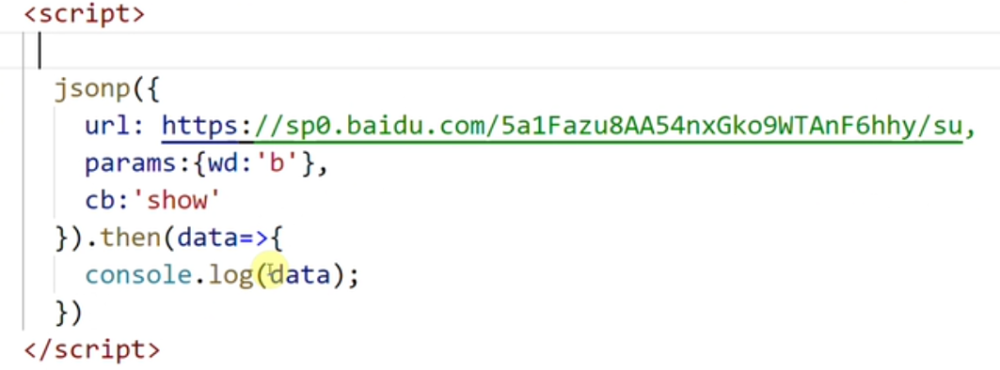 <script>
jsonp({
url: https://sp0.baidu.com/5a1Fazu8AA54nxGko9WTAnF6hhy/su,
params:{wd:'b'},
cb:'show'
}).then(data=>{
console.log(data);
})
</script>